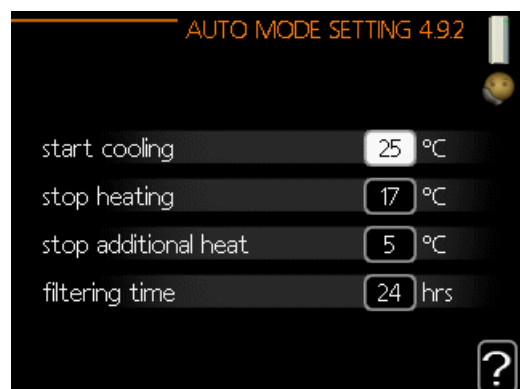 AUTO MODE SETTING 4.9.2
start cooling 25 °C
stop heating 17 °C
stop additional heat 5 °C
filtering time 24 hrs
?